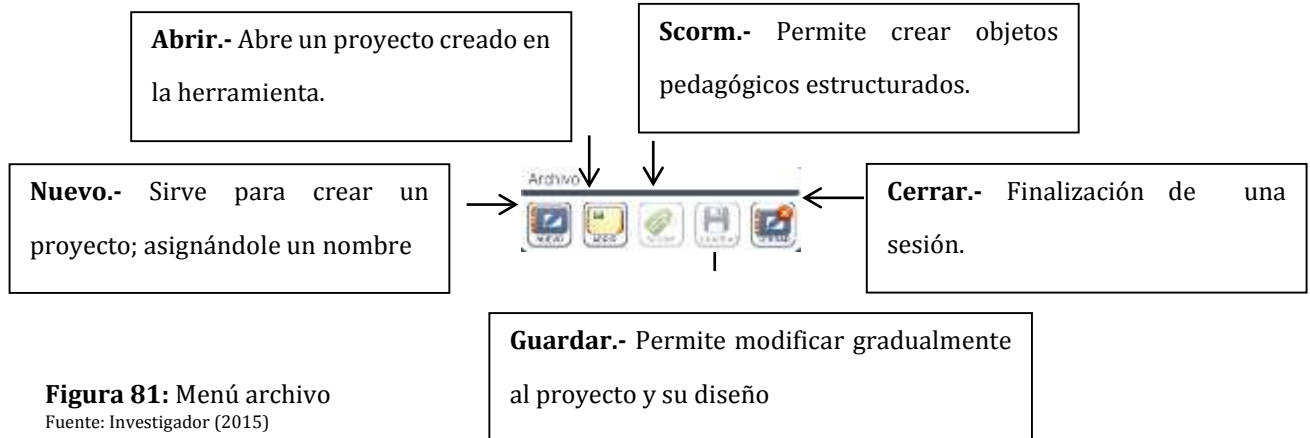 Abrir.- Abre un proyecto creado en
la herramienta.
Scorm.- Permite crear objetos
pedagógicos estructurados.
Nuevo.- Sirve para crear un
proyecto; asignándole un nombre
Archivo
NUEVO
Cerrar.- Finalización de una
sesión.
Guardar.- Permite modificar gradualmente
al proyecto y su diseño
Figura 81: Menú archivo
Fuente: Investigador (2015)